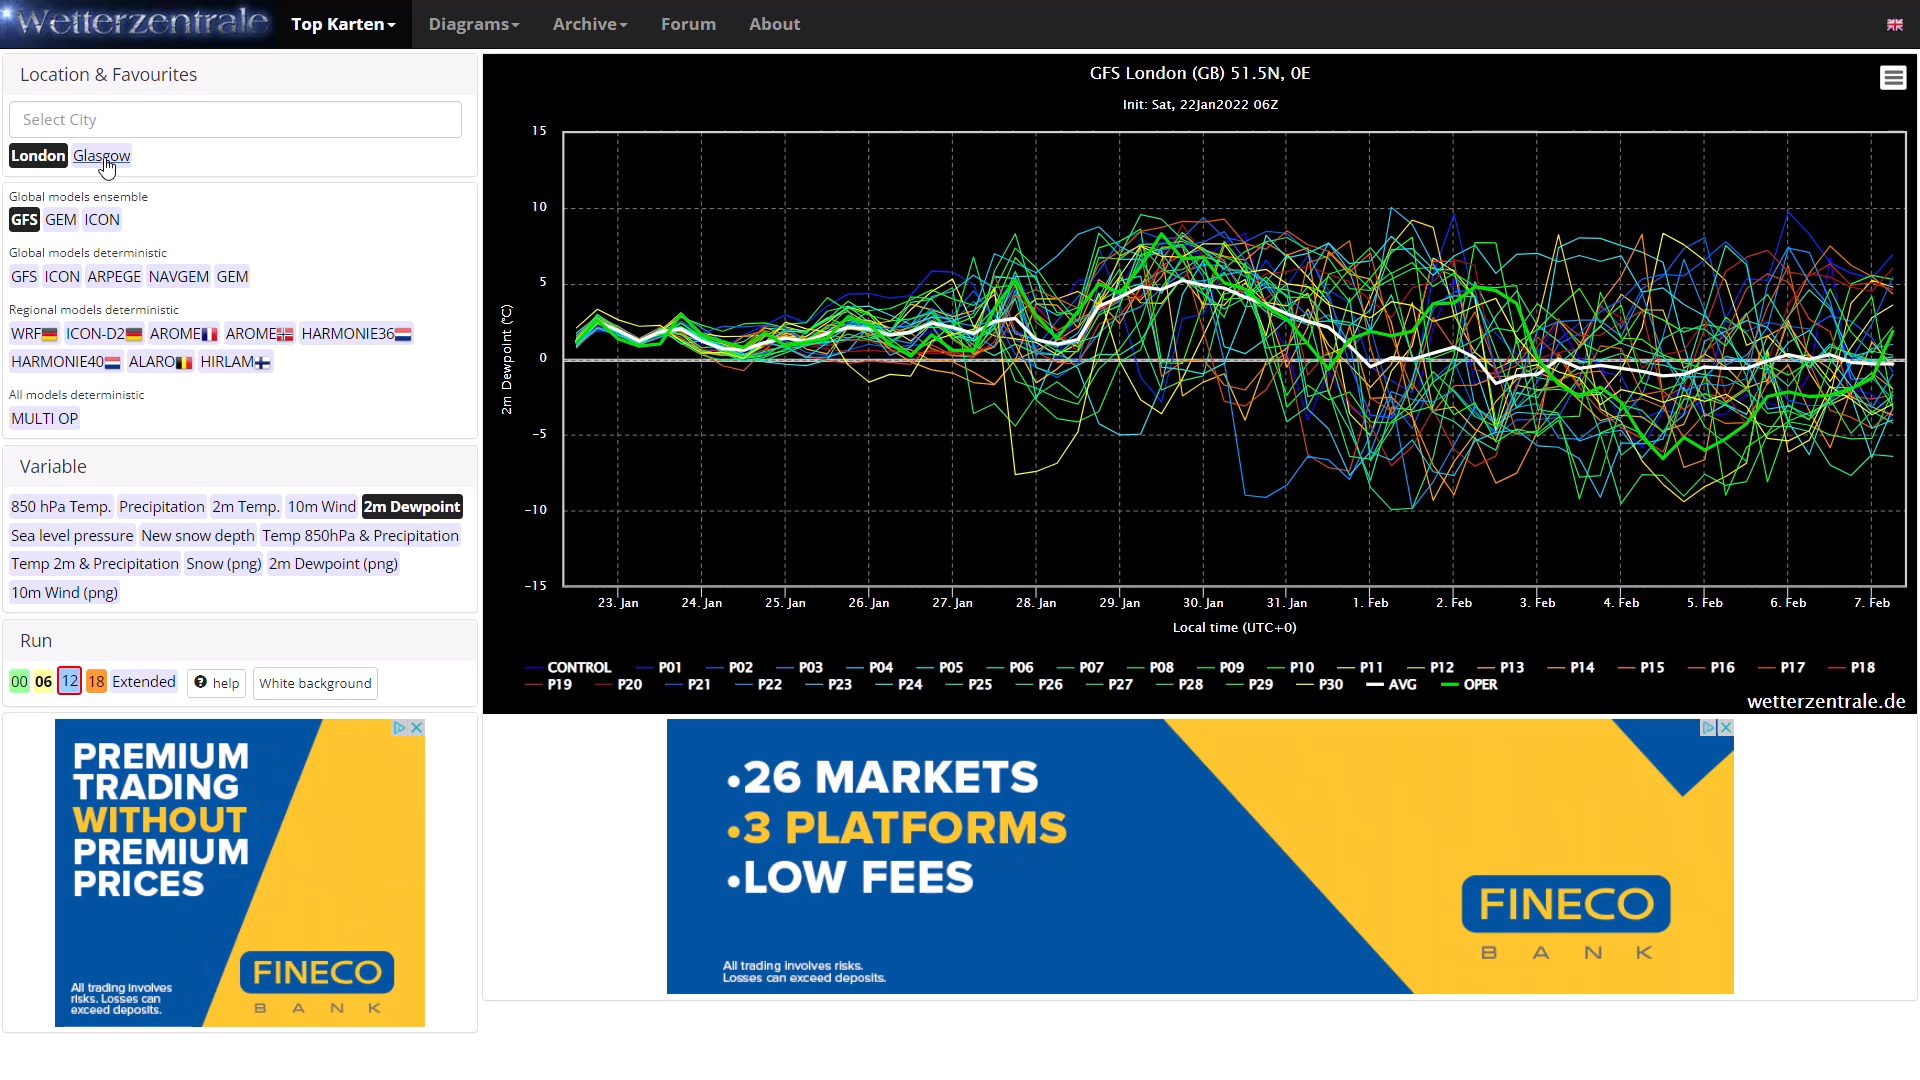 Wetterzentrale
Top Karten
Diagrams
Archive
Forum
About
Location & Favourites
Select City
London Glasgow
Global models ensemble
GFS GEM ICON
Global models deterministic
GFS ICON ARPEGE NAVGEM GEM
Regional models deterministic
WRF ICON-D2 AROME AROME HARMONIE36
HARMONIE40 ALARO HIRLAM
All models deterministic
MULTI OP
Variable
850 hPa Temp. Precipitation 2m Temp. 10m Wind 2m Dewpoint
Sea level pressure New snow depth Temp 850hPa & Precipitation
Temp 2m & Precipitation Snow (png) 2m Dewpoint (png)
10m Wind (png)
Run
00 06 12 18 Extended help White background
PREMIUM
TRADING
WITHOUT
PREMIUM
PRICES
All trading involves
risks. Losses can
exceed deposits.
FINECO
BANK
GFS London (GB) 51.5N, 0E
Init: Sat, 22Jan2022 06Z
2m Dewpoint (°C)
15
10
5
0
-5
-10
-15
23. Jan 24. Jan 25. Jan 26. Jan 27. Jan 28. Jan 29. Jan 30. Jan 31. Jan 1. Feb 2. Feb 3. Feb 4. Feb 5. Feb 6. Feb 7. Feb
Local time (UTC+0)
CONTROL P01 P02 P03 P04 P05 P06 P07 P08 P09 P10 P11 P12 P13 P14 P15 P16 P17 P18
P19 P20 P21 P22 P23 P24 P25 P26 P27 P28 P29 P30 AVG OPER
wetterzentrale.de
•26 MARKETS
•3 PLATFORMS
•LOW FEES
All trading involves risks.
Losses can exceed deposits.
FINECO
BANK